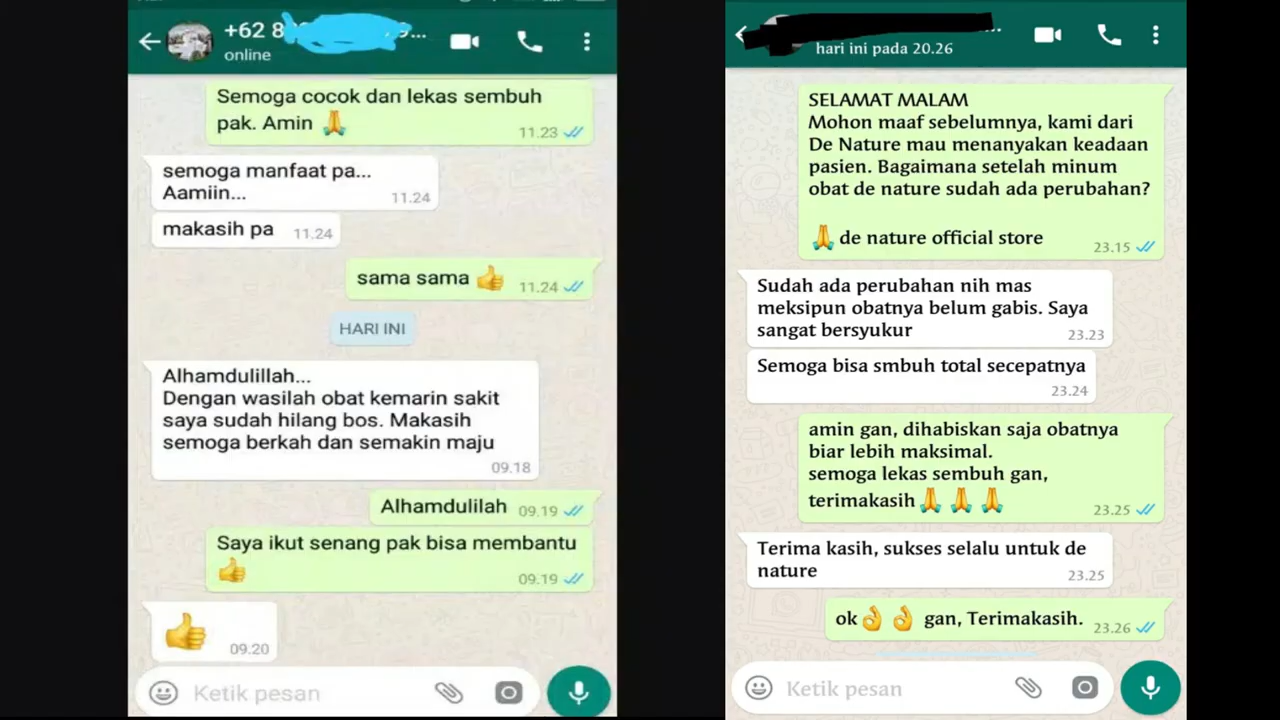 +62 8
online
Semoga cocok dan lekas sembuh
pak. Amin 🙏
11.23
semoga manfaat pa...
Aamiin...
11.24
makasih pa 11.24
sama sama 👍 11.24
HARI INI
Alhamdulillah...
Dengan wasilah obat kemarin sakit
saya sudah hilang bos. Makasih
semoga berkah dan semakin maju
09.18
Alhamdulilah 09.19
Saya ikut senang pak bisa membantu
👍 09.19
👍 09.20
Ketik pesan
hari ini pada 20.26
SELAMAT MALAM
Mohon maaf sebelumnya, kami dari
De Nature mau menanyakan keadaan
pasien. Bagaimana setelah minum
obat de nature sudah ada perubahan?
🙏 de nature official store
23.15
Sudah ada perubahan nih mas
meksipun obatnya belum gabis. Saya
sangat bersyukur
23.23
Semoga bisa smbuh total secepatnya
23.24
amin gan, dihabiskan saja obatnya
biar lebih maksimal.
semoga lekas sembuh gan,
terimakasih🙏 🙏 🙏
23.25
Terima kasih, sukses selalu untuk de
nature
23.25
ok👌 👌 gan, Terimakasih. 23.26
Ketik pesan